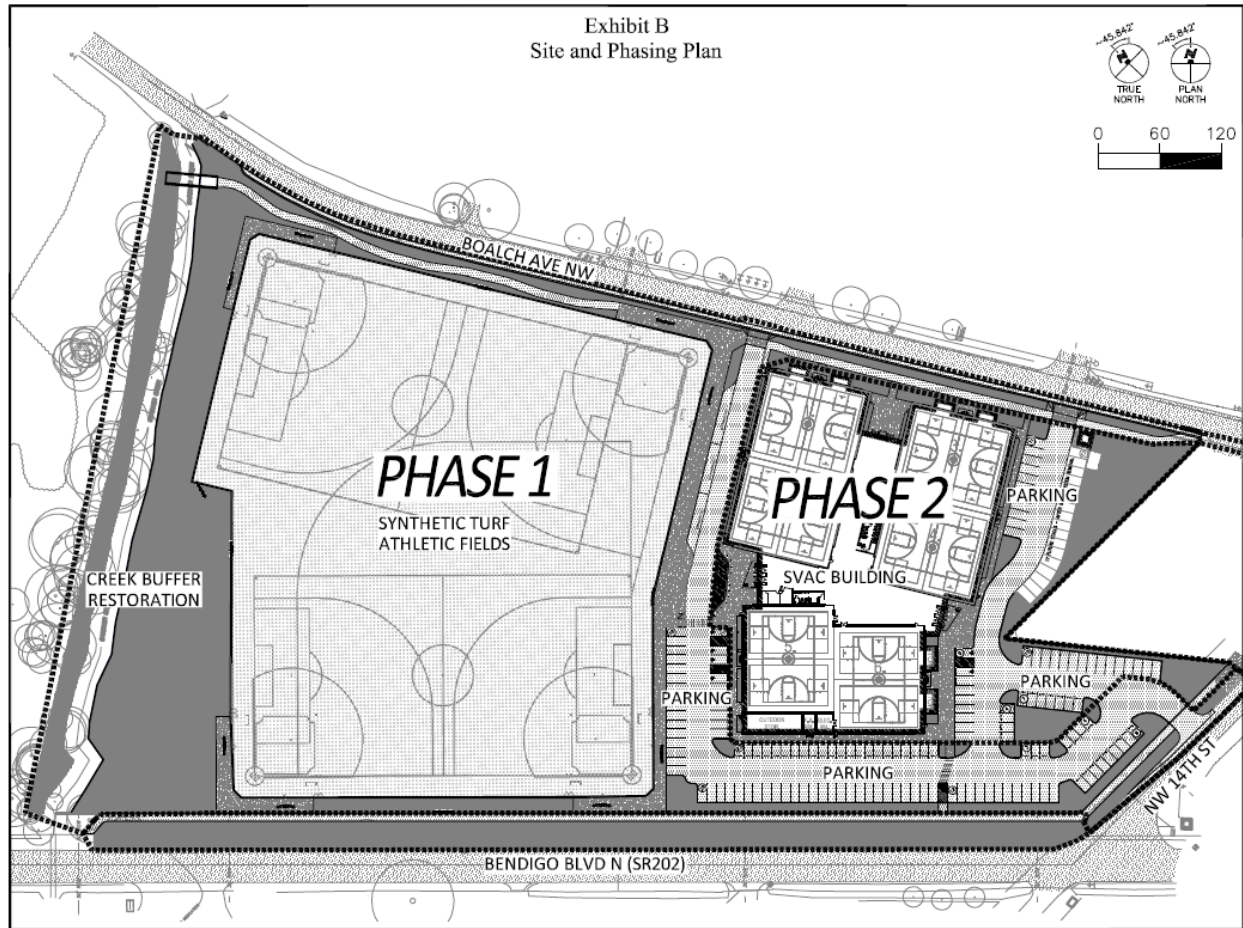 Exhibit B
Site and Phasing Plan
~45.842°
~45.842°
N
N
TRUE
NORTH
PLAN
NORTH
0 60 120
BOALCH AVE NW
PHASE 1
SYNTHETIC TURF
ATHLETIC FIELDS
PHASE 2
SVAC BUILDING
PARKING
CREEK BUFFER
RESTORATION
PARKING
PARKING
PARKING
NW 14TH ST
BENDIGO BLVD N (SR202)